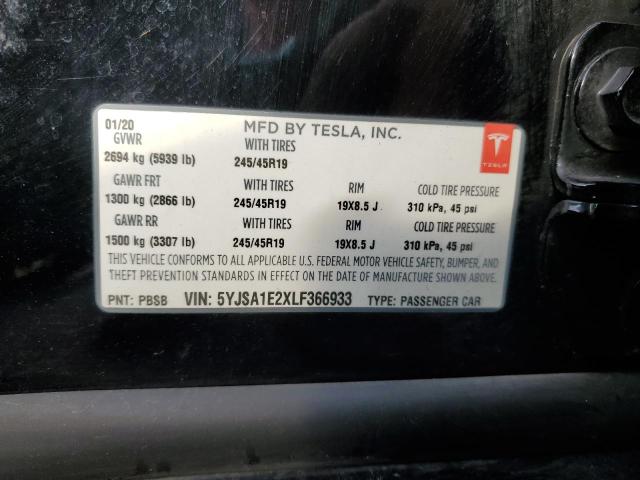 01/20 MFD BY TESLA, INC.
GVWR WITH TIRES
2694 kg (5939 lb) 245/45R19
TESLA
GAWR FRT WITH TIRES RIM COLD TIRE PRESSURE
1300 kg (2866 lb) 245/45R19 19X8.5 J 310 kPa, 45 psi
GAWR RR WITH TIRES RIM COLD TIRE PRESSURE
1500 kg (3307 lb) 245/45R19 19X8.5 J 310 kPa, 45 psi
THIS VEHICLE CONFORMS TO ALL APPLICABLE U.S. FEDERAL MOTOR VEHICLE SAFETY, BUMPER, AND
THEFT PREVENTION STANDARDS IN EFFECT ON THE DATE OF MANUFACTURE SHOWN ABOVE.
PNT: PBSB VIN: 5YJSA1E2XLF366933 TYPE: PASSENGER CAR